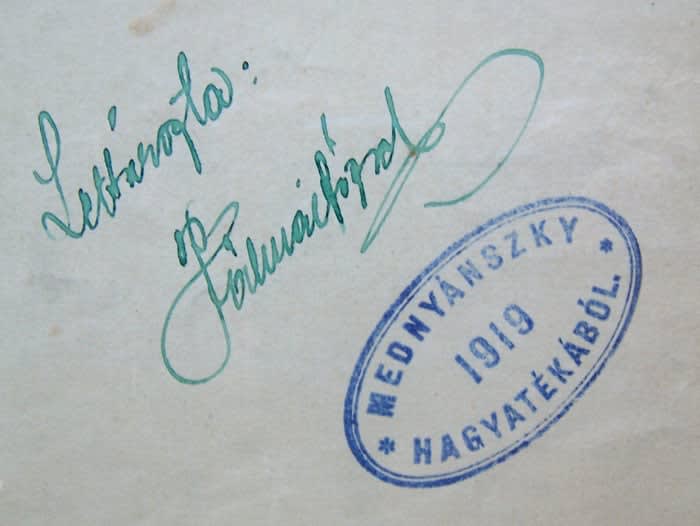 Leltározta:
MEDNYÁNSZKY
1919
* HAGYATÉKÁBÓL. *